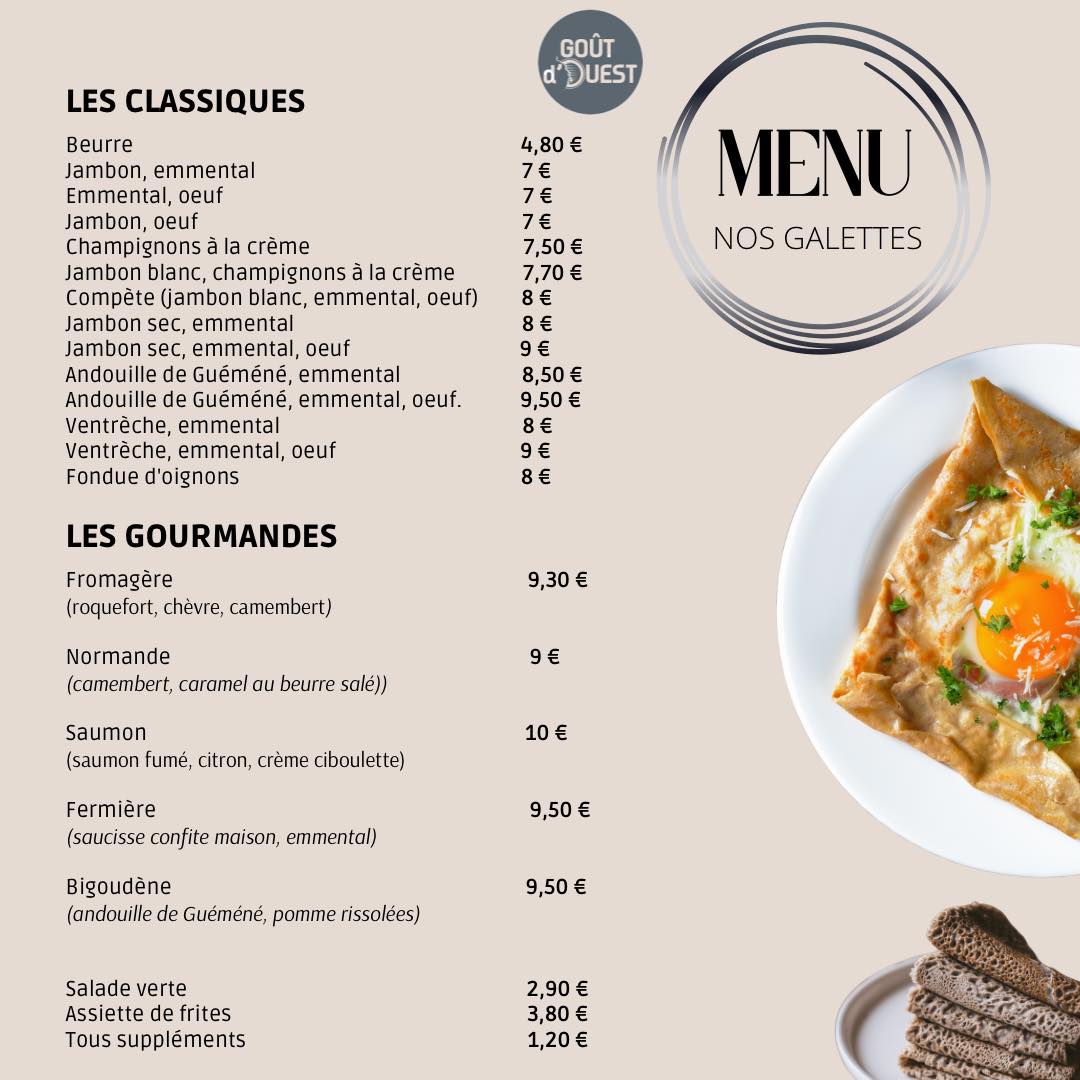 GOÛT
d'OUEST
MENU
NOS GALETTES
LES CLASSIQUES
Beurre 4,80 €
Jambon, emmental 7 €
Emmental, oeuf 7 €
Jambon, oeuf 7 €
Champignons à la crème 7,50 €
Jambon blanc, champignons à la crème 7,70 €
Compète (jambon blanc, emmental, oeuf) 8 €
Jambon sec, emmental 8 €
Jambon sec, emmental, oeuf 9 €
Andouille de Guéméné, emmental 8,50 €
Andouille de Guéméné, emmental, oeuf. 9,50 €
Ventrèche, emmental 8 €
Ventrèche, emmental, oeuf 9 €
Fondue d'oignons 8 €
LES GOURMANDES
Fromagère 9,30 €
(roquefort, chèvre, camembert)
Normande 9 €
(camembert, caramel au beurre salé))
Saumon 10 €
(saumon fumé, citron, crème ciboulette)
Fermière 9,50 €
(saucisse confite maison, emmental)
Bigoudène 9,50 €
(andouille de Guéméné, pomme rissolées)
Salade verte 2,90 €
Assiette de frites 3,80 €
Tous suppléments 1,20 €